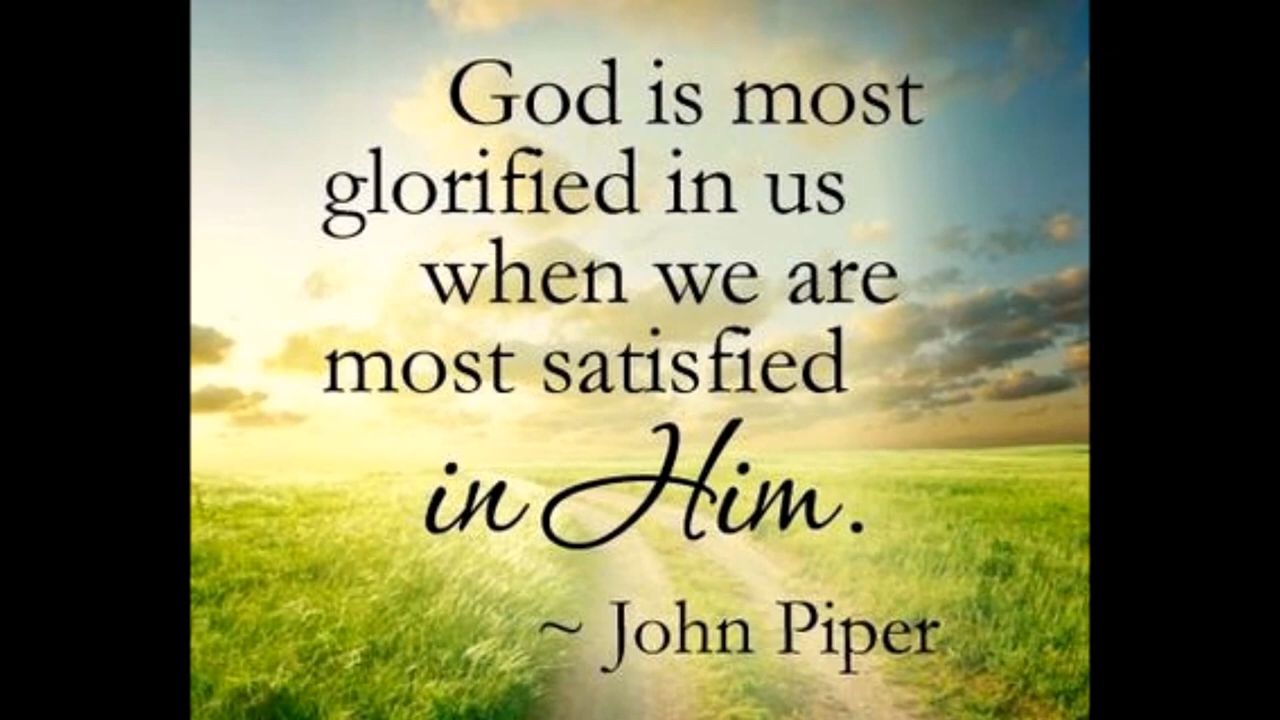 God is most
glorified in us
when we are
most satisfied
in Him.
~ John Piper